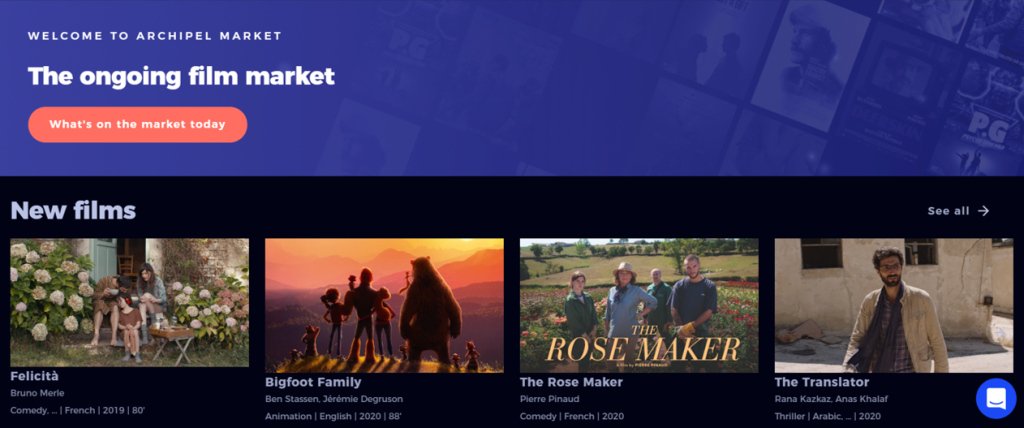 WELCOME TO ARCHIPEL MARKET
The ongoing film market
What's on the market today
P.G
P.G
New films
See all
THE
ROSE MAKER
Felicità
Bruno Merle
Comedy, ... | French | 2019 | 80'
Bigfoot Family
Ben Stassen, Jérémie Degruson
Animation | English | 2020 | 88'
The Rose Maker
Pierre Pinaud
Comedy | French | 2020
The Translator
Rana Kazkaz, Anas Khalaf
Thriller | Arabic, ... | 2020